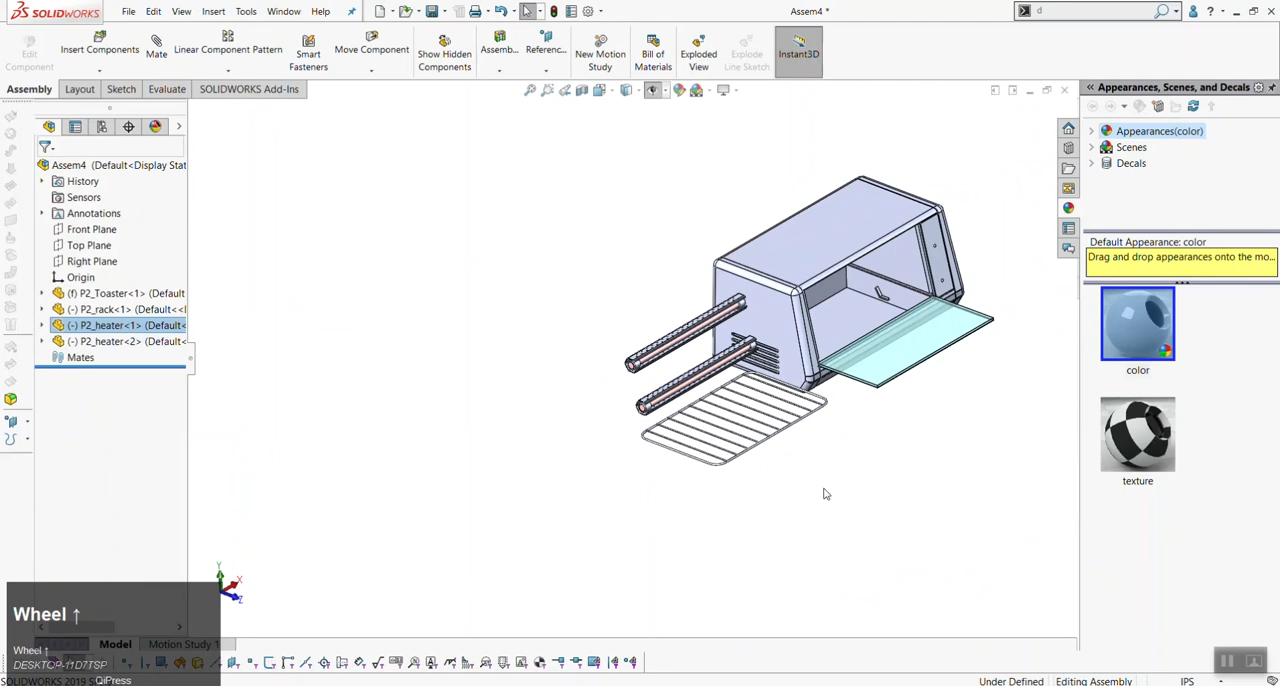 SOLIDWORKS
File Edit View Insert Tools Window Help
Assem4 *
d
Edit Component
Insert Components
Mate
Linear Component Pattern
Smart Fasteners
Move Component
Show Hidden Components
Assemb...
Referenc...
New Motion Study
Bill of Materials
Exploded View
Explode Line Sketch
Instant3D
Assembly Layout Sketch Evaluate SOLIDWORKS Add-Ins
Appearances, Scenes, and Decals
Appearances(color)
Scenes
Decals
Default Appearance: color
Drag and drop appearances onto the mo...
color
texture
Assem4 (Default<Display Stat
History
Sensors
Annotations
Front Plane
Top Plane
Right Plane
Origin
(f) P2_Toaster<1> (Default
(-) P2_rack<1> (Default<<
(-) P2_heater<1> (Default<
(-) P2_heater<2> (Default<
Mates
Y
X
Z
Wheel ↑
Wheel ↑
DESKTOP-11D7TSP
QiPress
Model Motion Study 1
SOLIDWORKS 2019 S
Under Defined Editing Assembly IPS